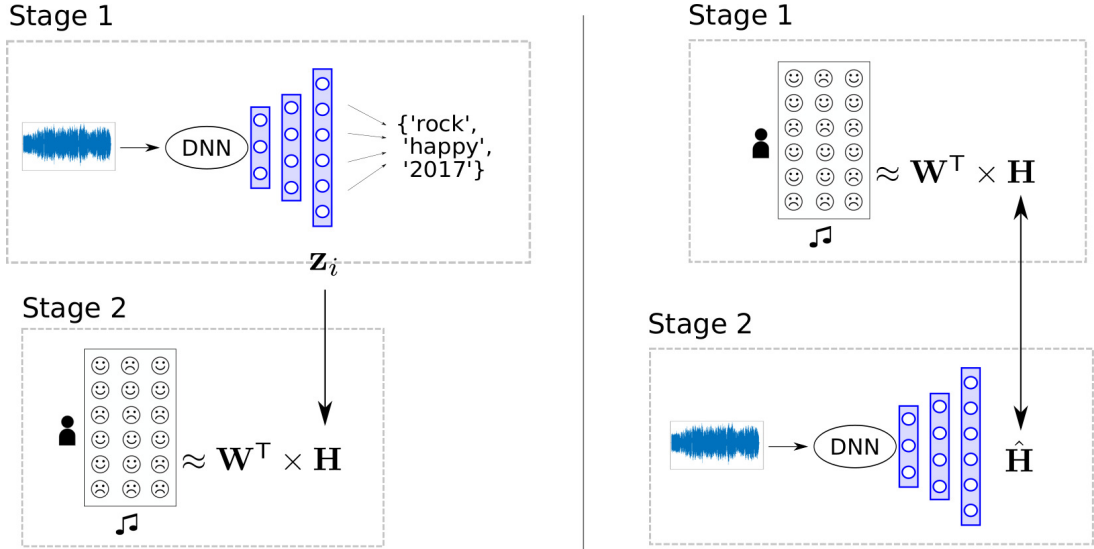 Stage 1
DNN
{'rock',
'happy',
'2017'}
z_i
Stage 2
≈ W^T × H
Stage 1
≈ W^T × H
Stage 2
DNN
Ĥ